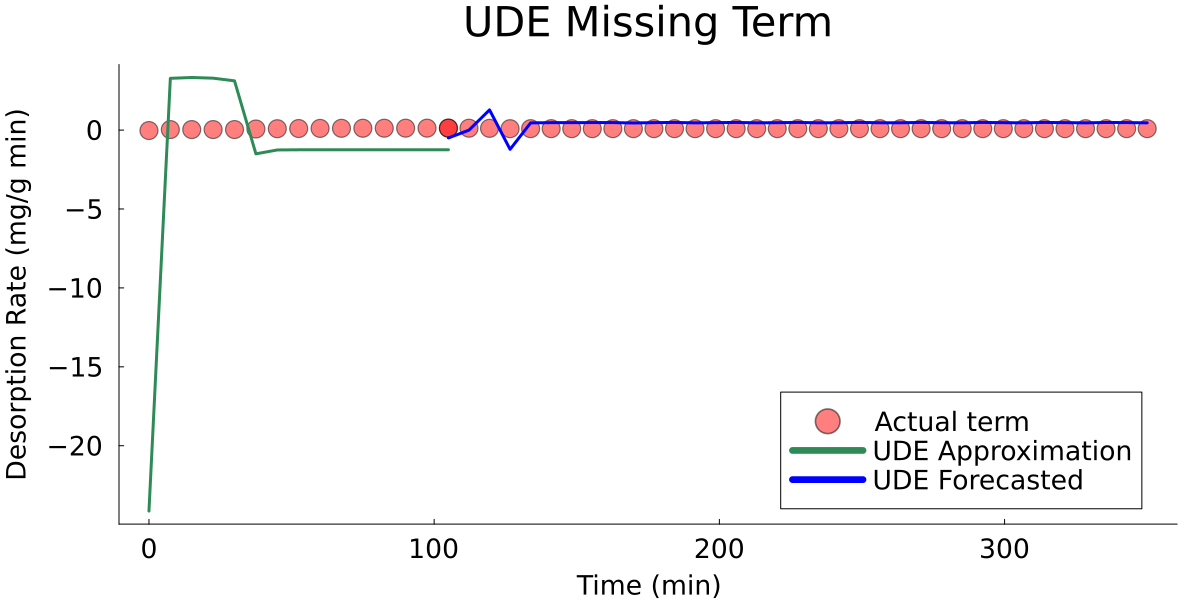 UDE Missing Term
Desorption Rate (mg/g min)
0
−5
−10
−15
−20
Actual term
UDE Approximation
UDE Forecasted
0
100
200
300
Time (min)